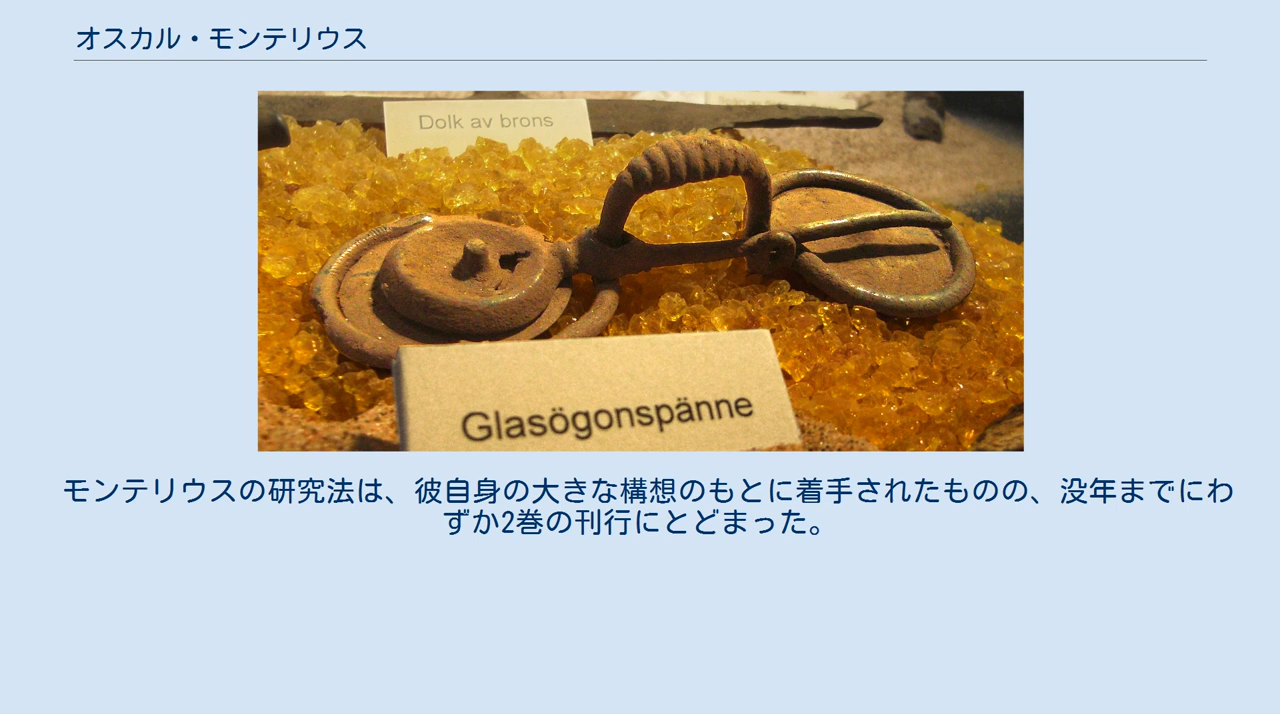 オスカル・モンテリウス
Dolk av brons
Glasögonspänne
モンテリウスの研究法は、彼自身の大きな構想のもとに着手されたものの、没年までにわ
ずか2巻の刊行にとどまった。